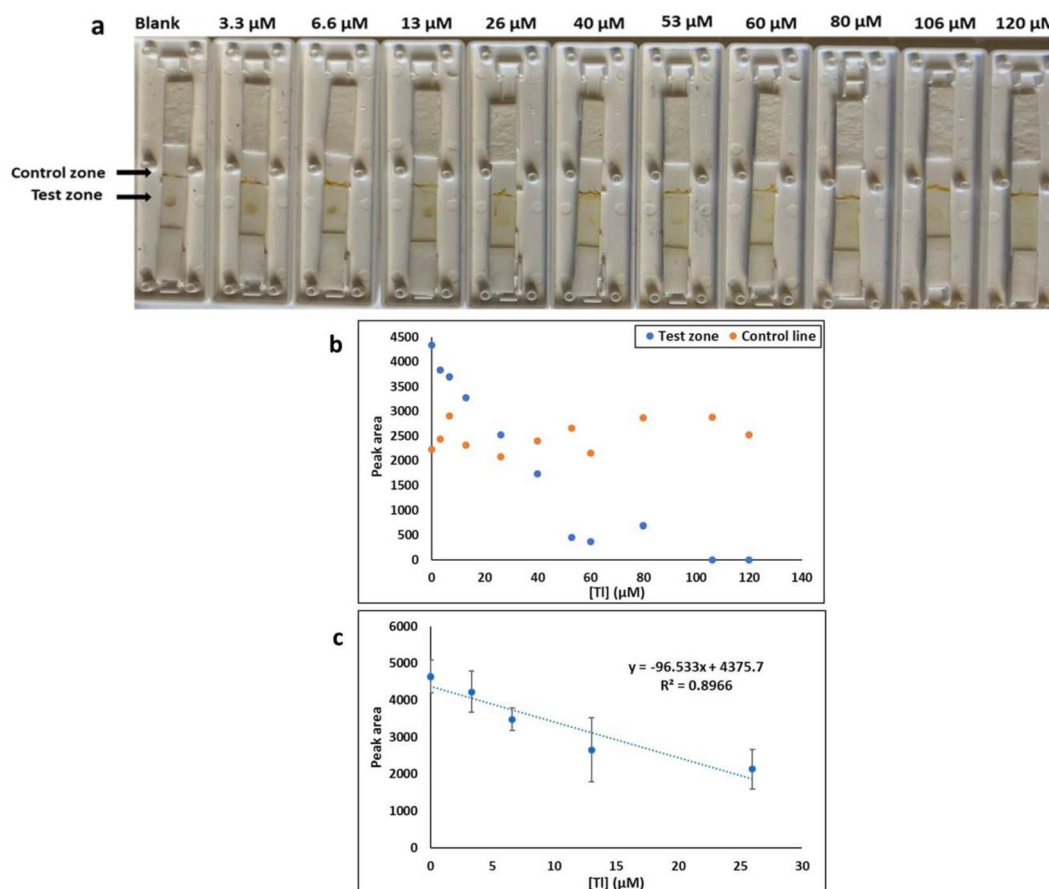 a
Blank 3.3 µM 6.6 µM 13 µM 26 µM 40 µM 53 µM 60 µM 80 µM 106 µM 120 µM
Control zone
Test zone
b
Test zone Control line
4500
4000
3500
3000
2500
2000
1500
1000
500
0
Peak area
0 20 40 60 80 100 120 140
[Tl] (µM)
c
6000
5000
4000
3000
2000
1000
0
Peak area
y = -96.533x + 4375.7
R² = 0.8966
0 5 10 15 20 25 30
[Tl] (µM)